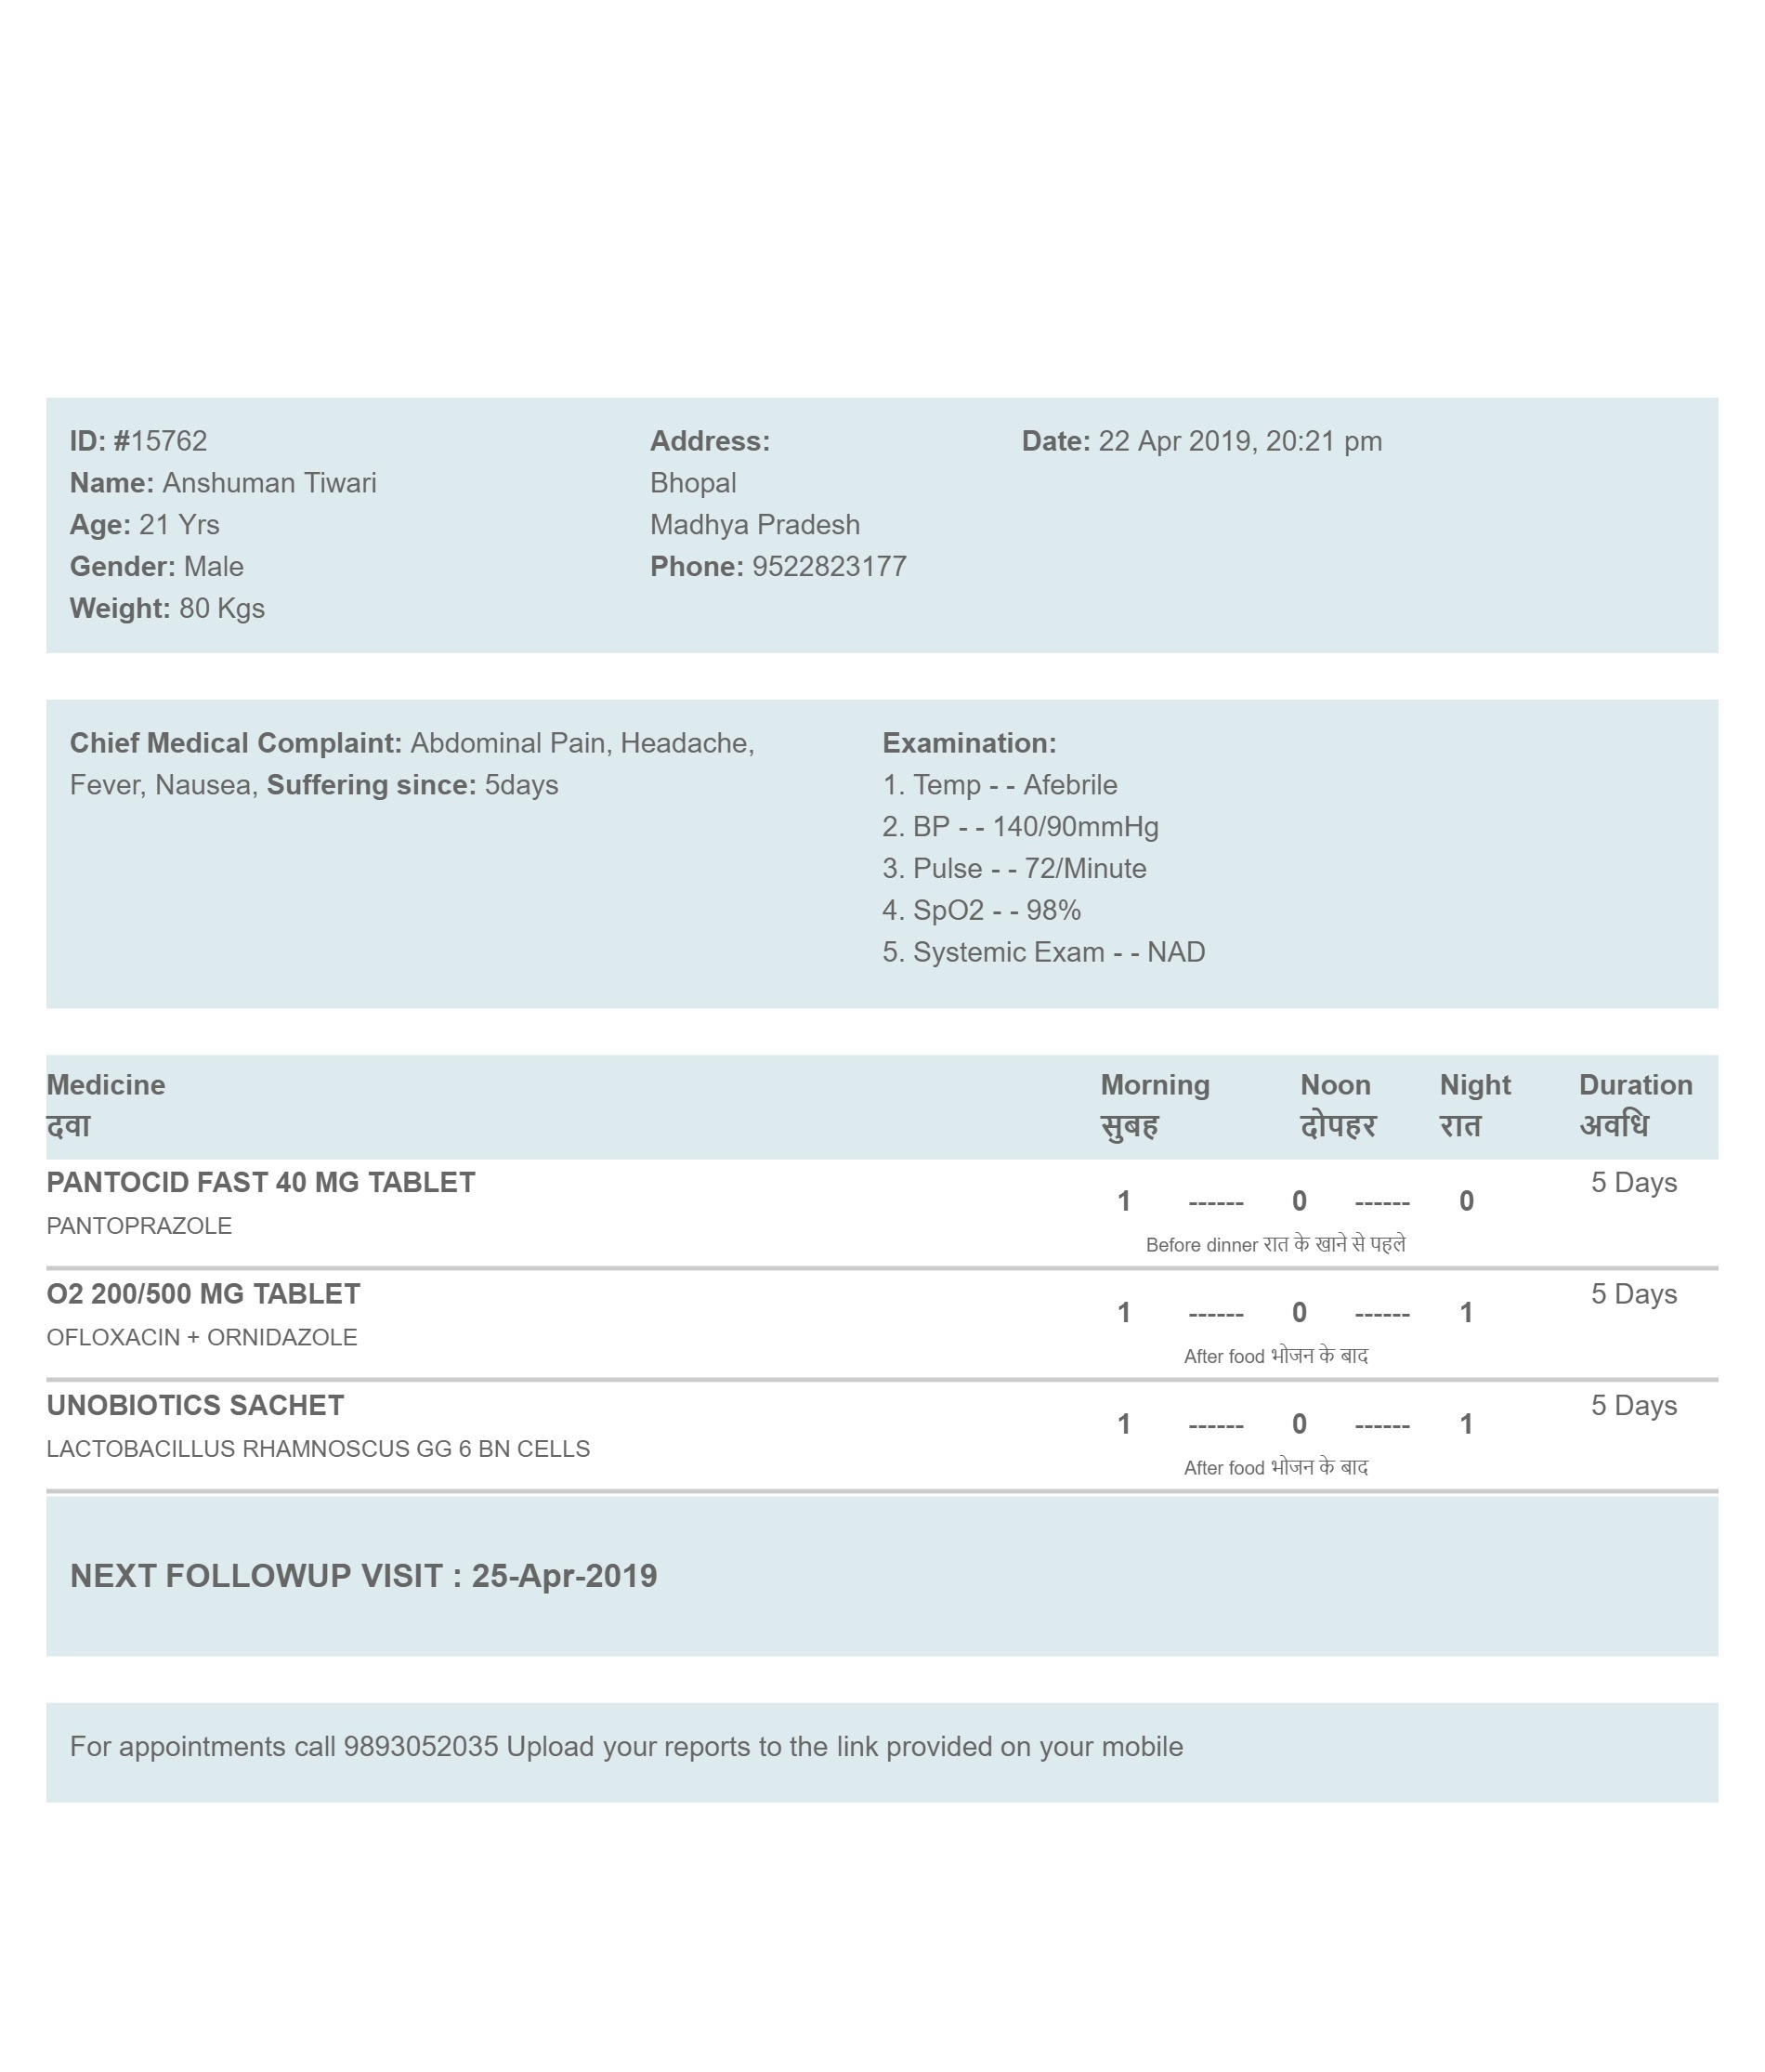 ID: #15762
Name: Anshuman Tiwari
Age: 21 Yrs
Gender: Male
Weight: 80 Kgs
Address:
Bhopal
Madhya Pradesh
Phone: 9522823177
Date: 22 Apr 2019, 20:21 pm
Chief Medical Complaint: Abdominal Pain, Headache,
Fever, Nausea, Suffering since: 5days
Examination:
1. Temp - - Afebrile
2. BP - - 140/90mmHg
3. Pulse - - 72/Minute
4. SpO2 - - 98%
5. Systemic Exam - - NAD
Medicine Morning Noon Night Duration
दवा सुबह दोपहर रात अवधि
PANTOCID FAST 40 MG TABLET 1 ------ 0 ------ 0 5 Days
PANTOPRAZOLE
Before dinner रात के खाने से पहले
O2 200/500 MG TABLET 1 ------ 0 ------ 1 5 Days
OFLOXACIN + ORNIDAZOLE
After food भोजन के बाद
UNOBIOTICS SACHET 1 ------ 0 ------ 1 5 Days
LACTOBACILLUS RHAMNOSCUS GG 6 BN CELLS
After food भोजन के बाद
NEXT FOLLOWUP VISIT : 25-Apr-2019
For appointments call 9893052035 Upload your reports to the link provided on your mobile